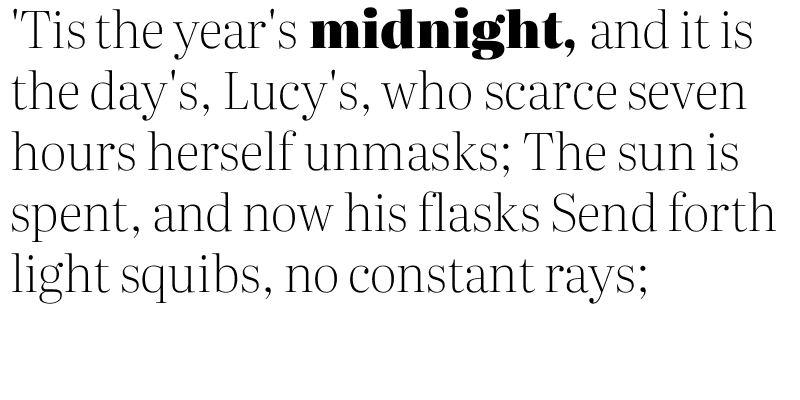 'Tis the year's midnight, and it is
the day's, Lucy's, who scarce seven
hours herself unmasks; The sun is
spent, and now his flasks Send forth
light squibs, no constant rays;